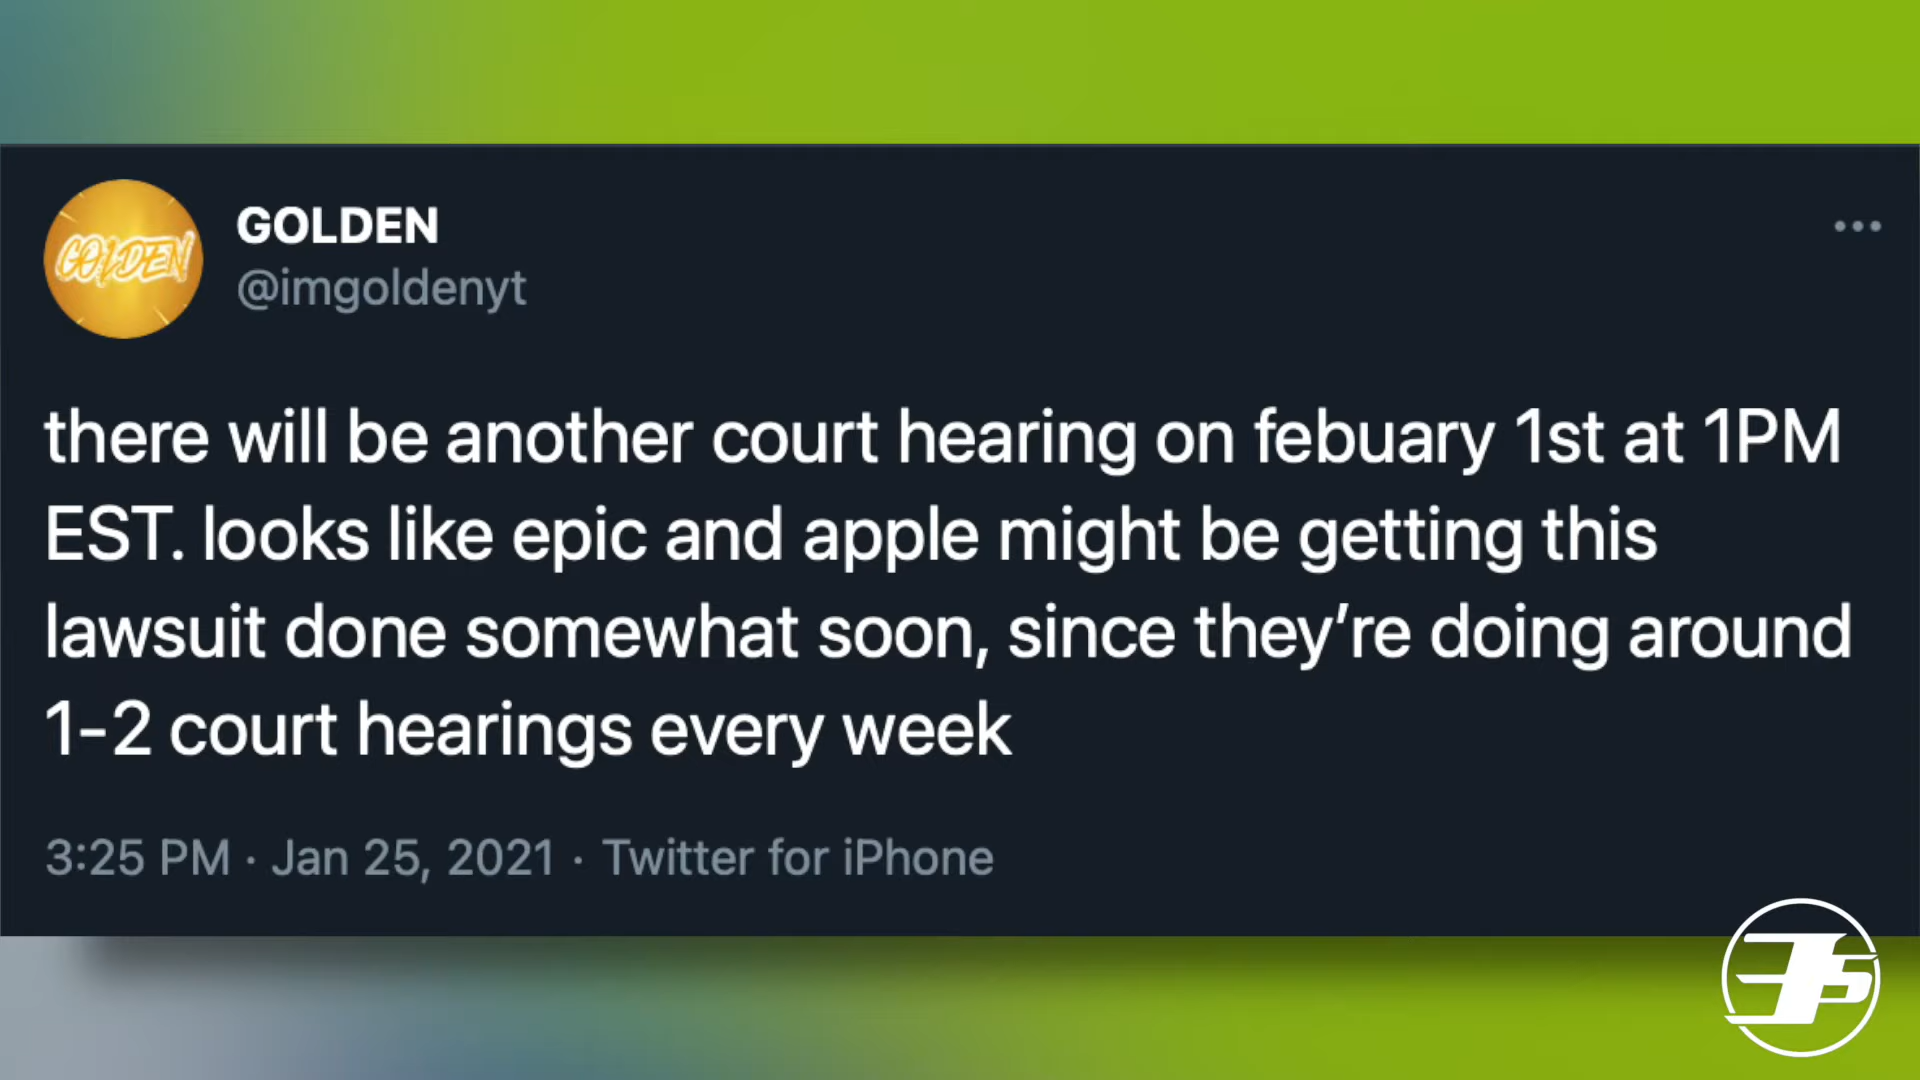 GOLDEN
GOLDEN
@imgoldenyt
there will be another court hearing on febuary 1st at 1PM
EST. looks like epic and apple might be getting this
lawsuit done somewhat soon, since they’re doing around
1-2 court hearings every week
3:25 PM · Jan 25, 2021 · Twitter for iPhone